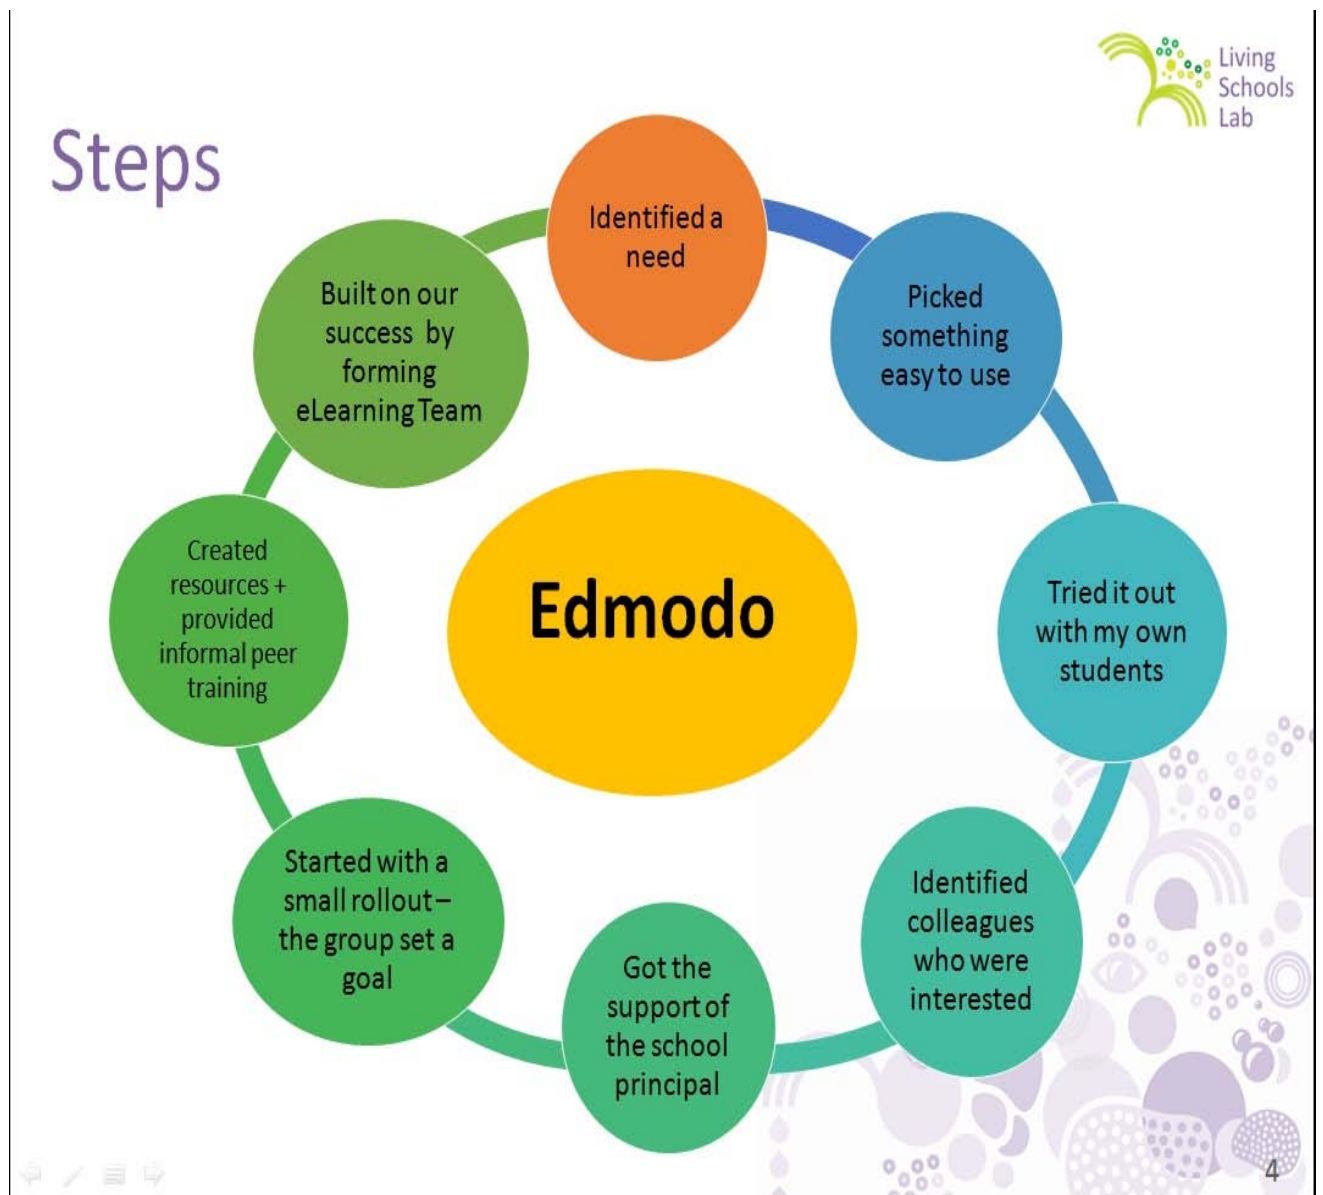 Living
Schools
Lab
Steps
Identified a
need
Picked
something
easy to use
Tried it out
with my own
students
Identified
colleagues
who were
interested
Got the
support of
the school
principal
Started with a
small rollout –
the group set a
goal
Created
resources +
provided
informal peer
training
Built on our
success by
forming
eLearning Team
Edmodo
4